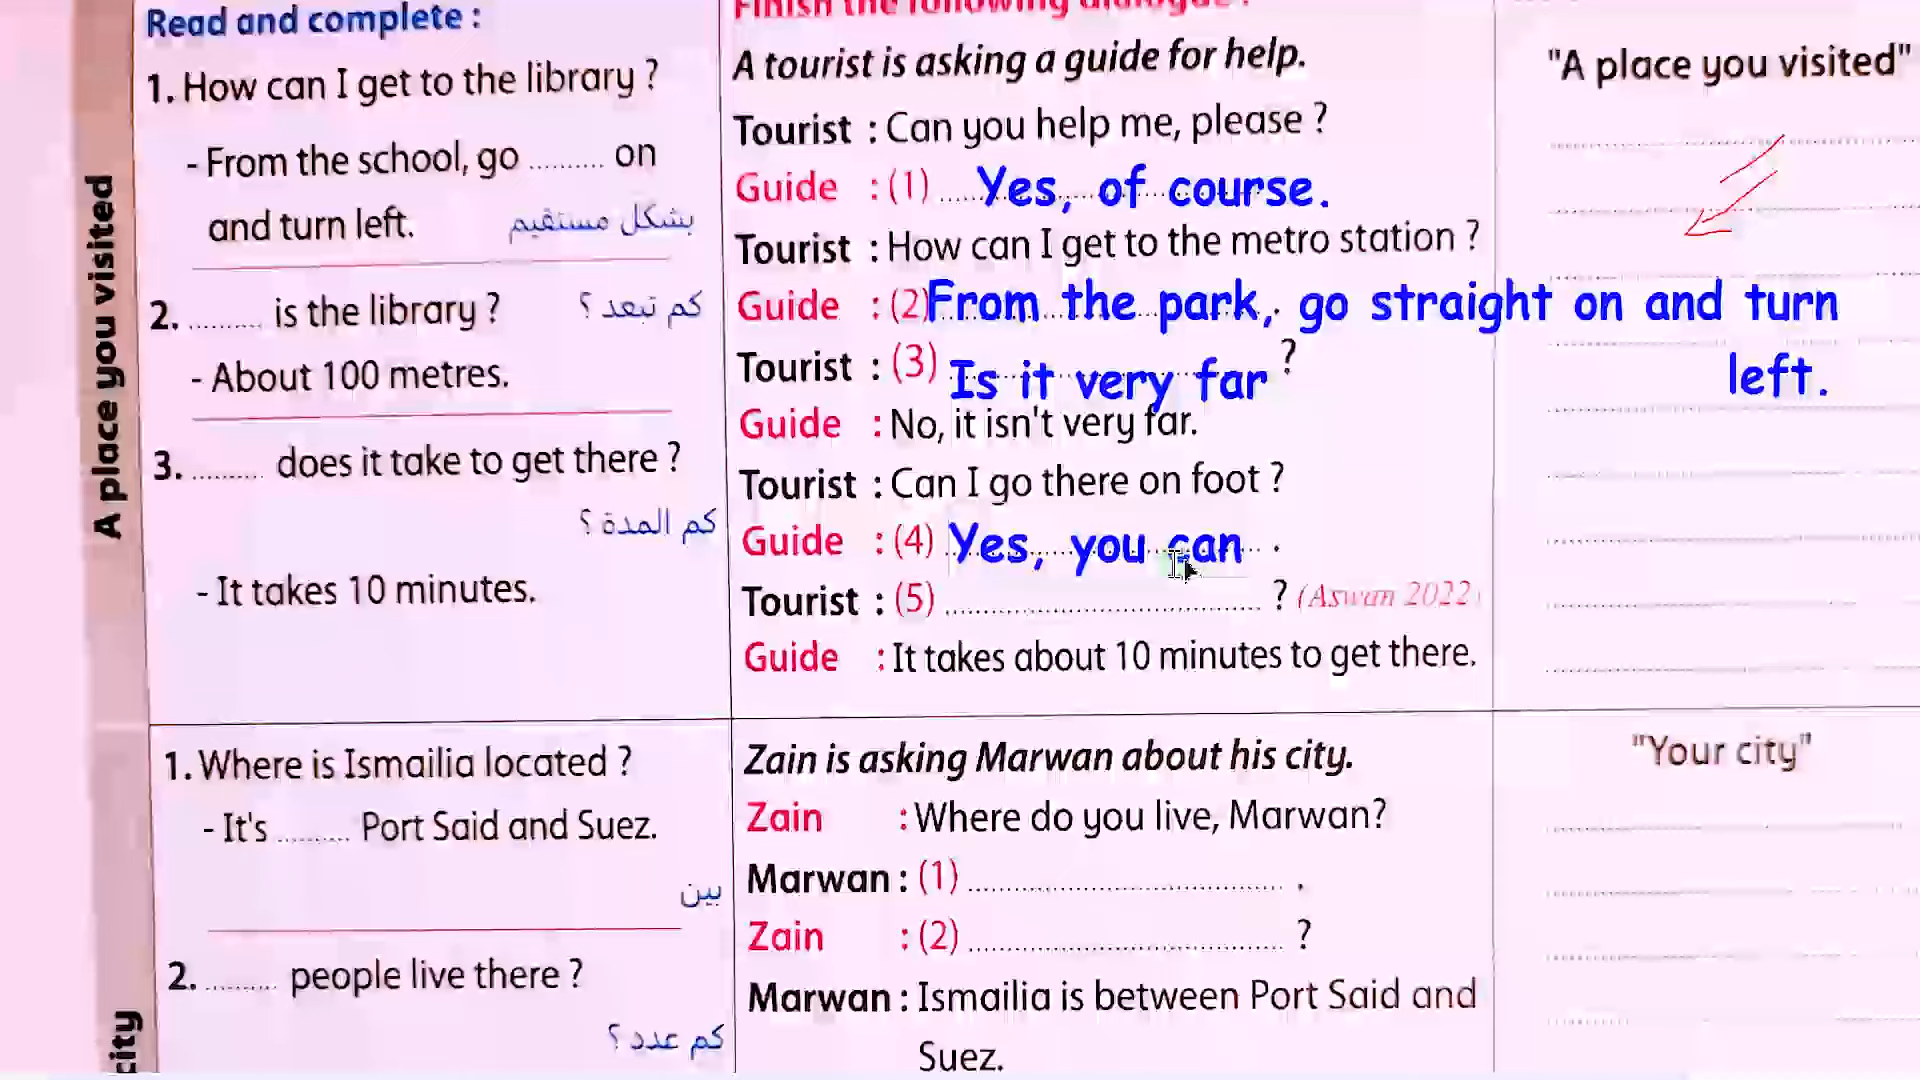 Read and complete :
1. How can I get to the library ?
- From the school, go .......... on
and turn left.
بشكل مستقيم
2. .......... is the library ?
كم تبعد ؟
- About 100 metres.
3. .......... does it take to get there ?
كم المدة ؟
- It takes 10 minutes.
A place you visited
Finish the following dialogue :
A tourist is asking a guide for help.
Tourist : Can you help me, please ?
Guide : (1) Yes, of course.
Tourist : How can I get to the metro station ?
Guide : (2) From the park, go straight on and turn
left.
Tourist : (3) Is it very far ?
Guide : No, it isn't very far.
Tourist : Can I go there on foot ?
Guide : (4) Yes, you can .
Tourist : (5) .......... ? (Aswan 2022)
Guide : It takes about 10 minutes to get there.
"A place you visited"
1. Where is Ismailia located ?
- It's .......... Port Said and Suez.
بين
2. .......... people live there ?
كم عدد ؟
city
Zain is asking Marwan about his city.
Zain : Where do you live, Marwan?
Marwan : (1) .......... .
Zain : (2) .......... ?
Marwan : Ismailia is between Port Said and
Suez.
"Your city"